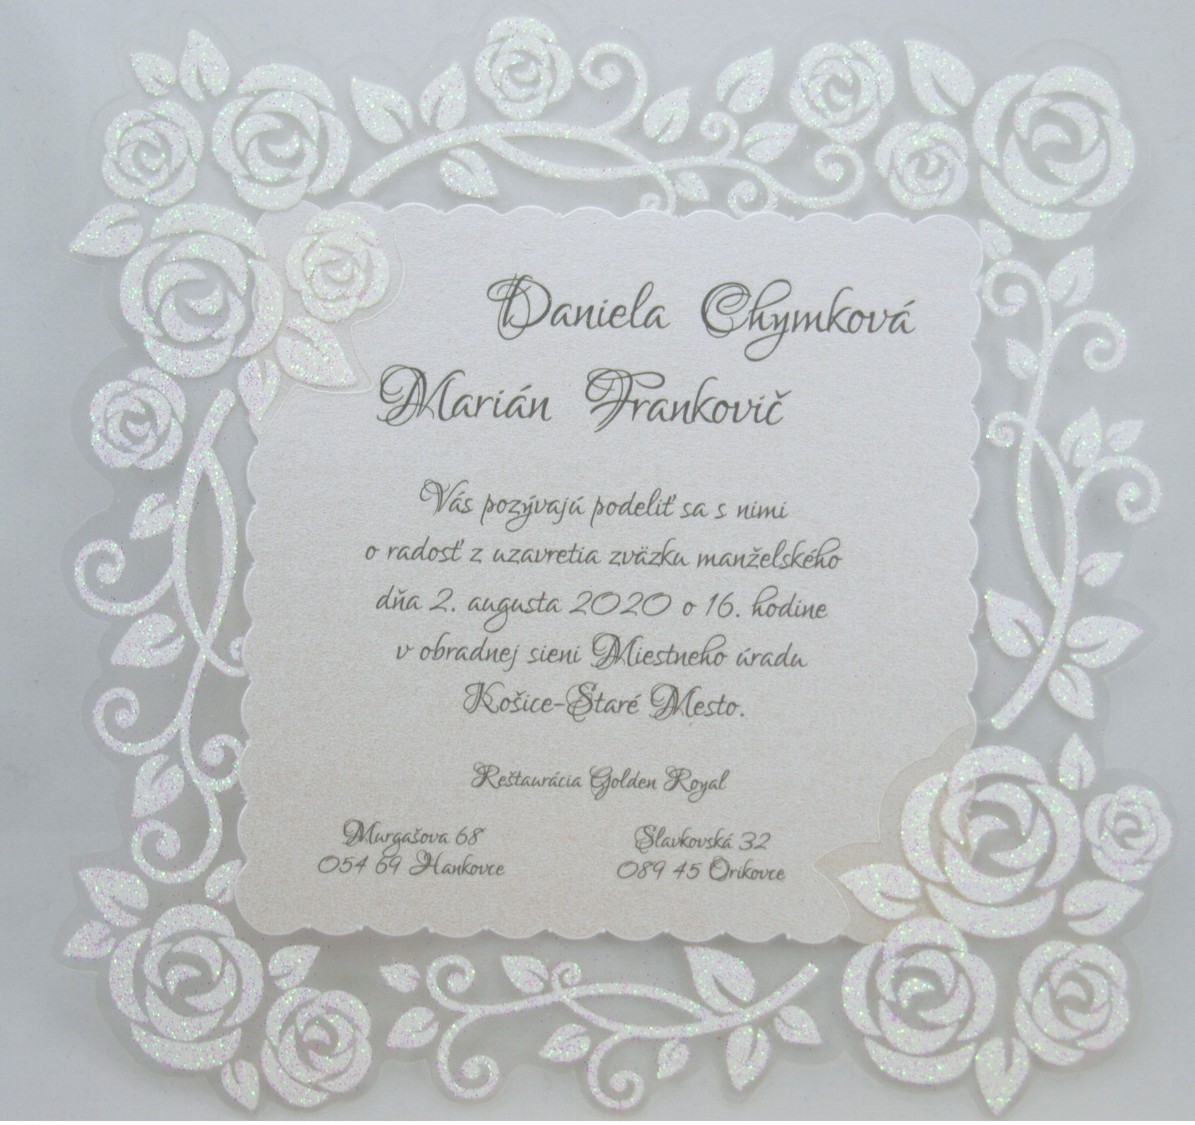 Daniela Chymková
Marián Frankovič
Vás pozývajú podeliť sa s nimi
o radosť z uzavretia zväzku manželského
dňa 2. augusta 2020 o 16. hodine
v obradnej sieni Miestneho úradu
Košice-Staré Mesto.
Reštaurácia Golden Royal
Murgašova 68
054 69 Hankovce
Slavkovská 32
089 45 Orikovce